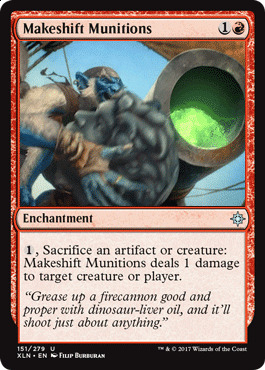 Makeshift Munitions 1
Enchantment
1, Sacrifice an artifact or creature:
Makeshift Munitions deals 1 damage
to target creature or player.
"Grease up a firecannon good and
proper with dinosaur-liver oil, and it'll
shoot just about anything."
151/279 U
XLN • EN Filip Burburan
™ & © 2017 Wizards of the Coast